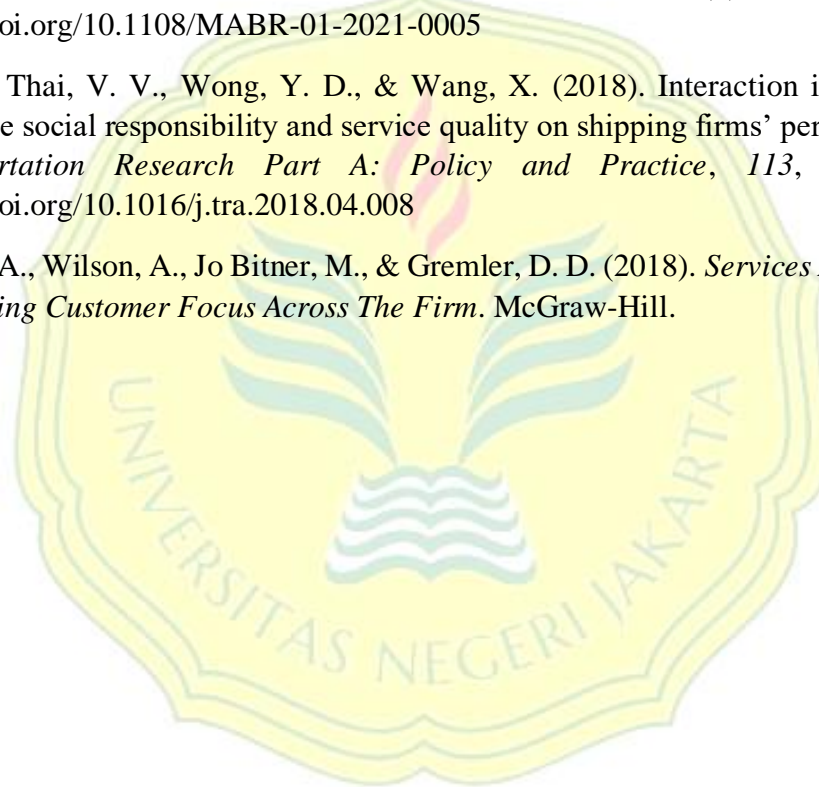 oi.org/10.1108/MABR-01-2021-0005
Thai, V. V., Wong, Y. D., & Wang, X. (2018). Interaction i
e social responsibility and service quality on shipping firms' per
rtation Research Part A: Policy and Practice, 113,
oi.org/10.1016/j.tra.2018.04.008
A., Wilson, A., Jo Bitner, M., & Gremler, D. D. (2018). Services
ing Customer Focus Across The Firm. McGraw-Hill.
UNIVERSITAS NEGERI JAKARTA